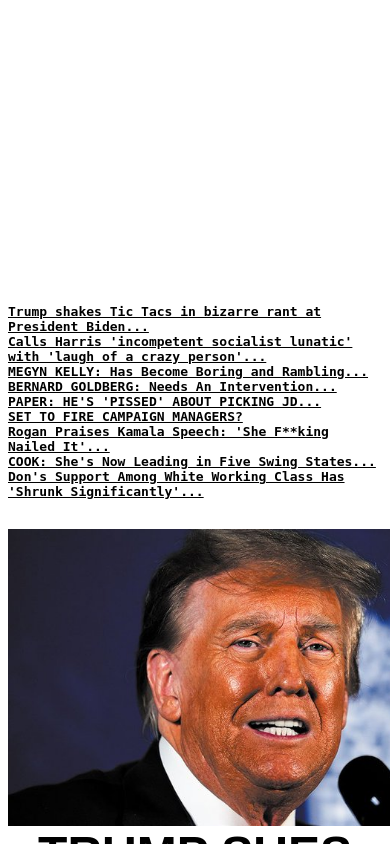 Trump shakes Tic Tacs in bizarre rant at
President Biden...
Calls Harris 'incompetent socialist lunatic'
with 'laugh of a crazy person'...
MEGYN KELLY: Has Become Boring and Rambling...
BERNARD GOLDBERG: Needs An Intervention...
PAPER: HE'S 'PISSED' ABOUT PICKING JD...
SET TO FIRE CAMPAIGN MANAGERS?
Rogan Praises Kamala Speech: 'She F**king
Nailed It'...
COOK: She's Now Leading in Five Swing States...
Don's Support Among White Working Class Has
'Shrunk Significantly'...
TRUMP SUES